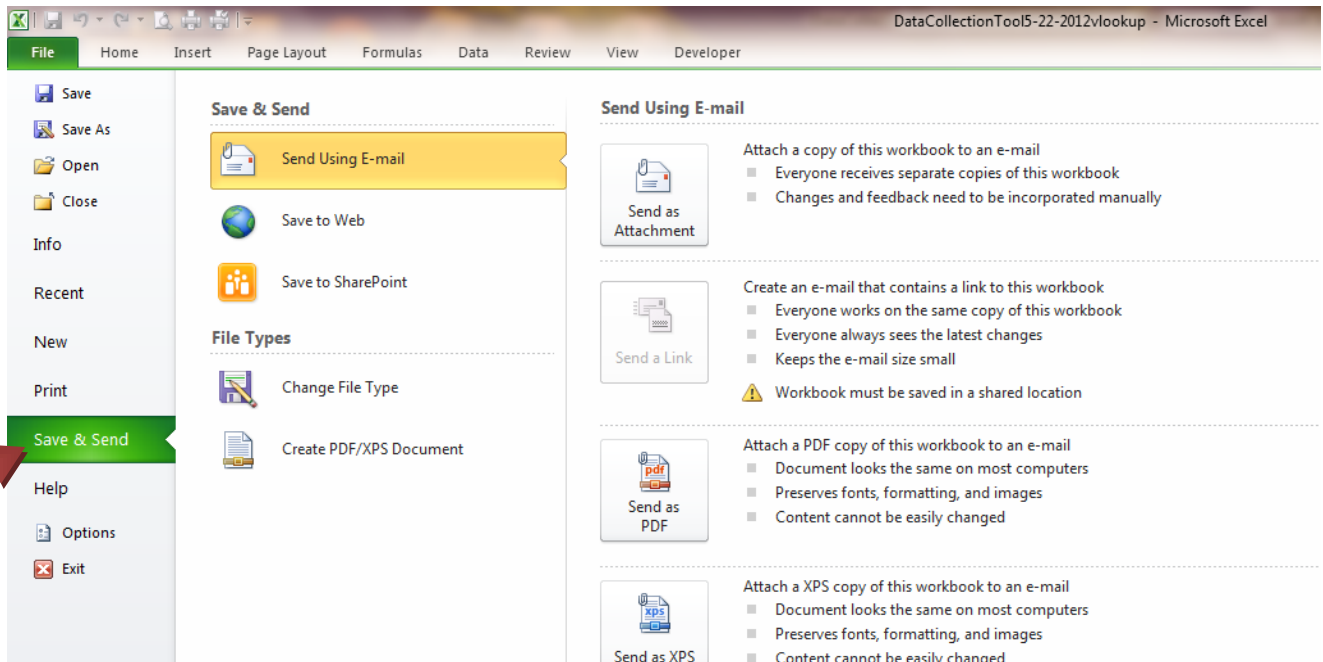 DataCollectionTool5-22-2012vlookup - Microsoft Excel
File Home Insert Page Layout Formulas Data Review View Developer
Save
Save As
Open
Close
Info
Recent
New
Print
Save & Send
Help
Options
Exit
Save & Send
Send Using E-mail
Save to Web
Save to SharePoint
File Types
Change File Type
Create PDF/XPS Document
Send Using E-mail
Send as
Attachment
Attach a copy of this workbook to an e-mail
Everyone receives separate copies of this workbook
Changes and feedback need to be incorporated manually
Send a Link
Create an e-mail that contains a link to this workbook
Everyone works on the same copy of this workbook
Everyone always sees the latest changes
Keeps the e-mail size small
Workbook must be saved in a shared location
pdf
Send as
PDF
Attach a PDF copy of this workbook to an e-mail
Document looks the same on most computers
Preserves fonts, formatting, and images
Content cannot be easily changed
xps
Send as XPS
Attach a XPS copy of this workbook to an e-mail
Document looks the same on most computers
Preserves fonts, formatting, and images
Content cannot be easily changed